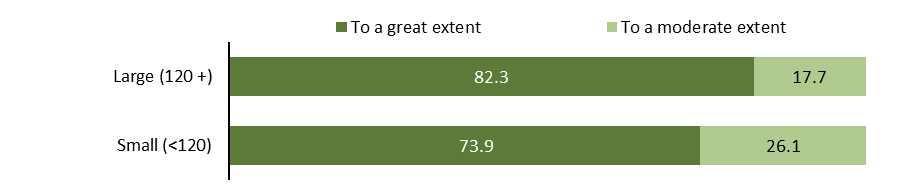 To a great extent To a moderate extent
Large (120 +) 82.3 17.7
Small (<120) 73.9 26.1